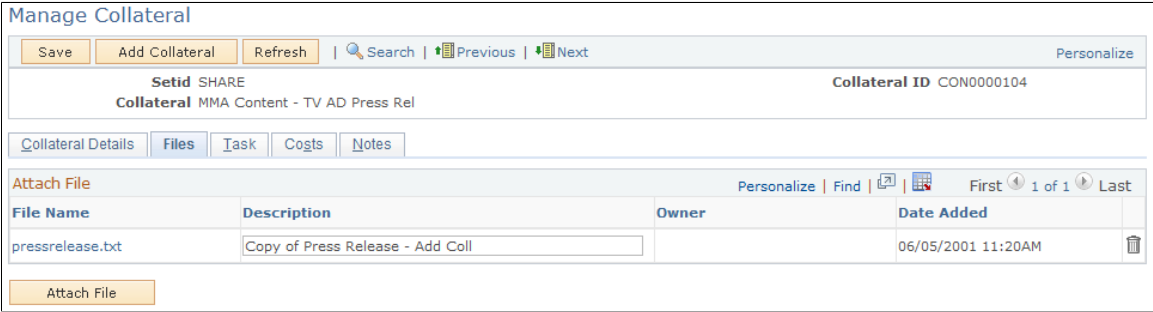 Manage Collateral
Save Add Collateral Refresh | Search | Previous | Next Personalize
Setid SHARE Collateral ID CON0000104
Collateral MMA Content - TV AD Press Rel
Collateral Details Files Task Costs Notes
Attach File Personalize | Find | | First 1 of 1 Last
File Name Description Owner Date Added
pressrelease.txt Copy of Press Release - Add Coll 06/05/2001 11:20AM
Attach File